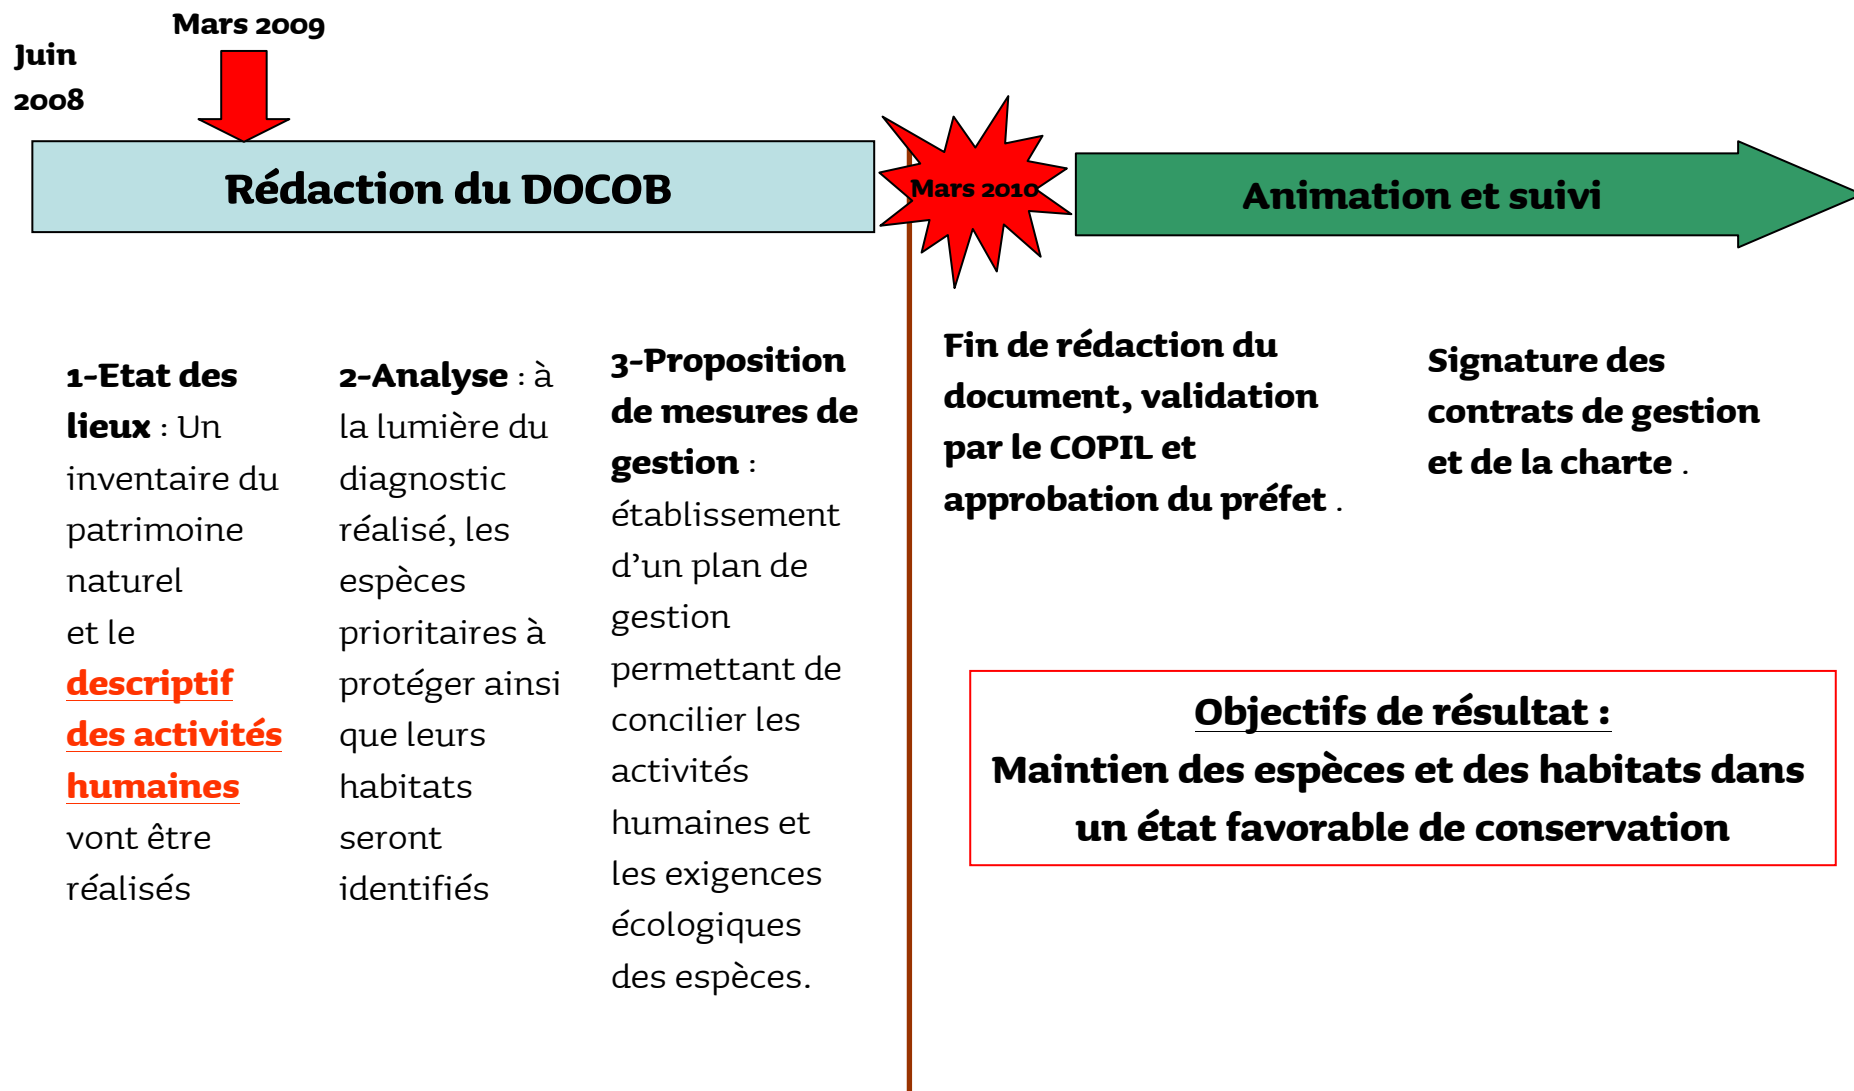 Juin
2008
Mars 2009
Rédaction du DOCOB
Mars 2010
Animation et suivi
1-Etat des
lieux : Un
inventaire du
patrimoine
naturel
et le
descriptif
des activités
humaines
vont être
réalisés
2-Analyse : à
la lumière du
diagnostic
réalisé, les
espèces
prioritaires à
protéger ainsi
que leurs
habitats
seront
identifiés
3-Proposition
de mesures de
gestion :
établissement
d’un plan de
gestion
permettant de
concilier les
activités
humaines et
les exigences
écologiques
des espèces.
Fin de rédaction du
document, validation
par le COPIL et
approbation du préfet .
Signature des
contrats de gestion
et de la charte .
Objectifs de résultat :
Maintien des espèces et des habitats dans
un état favorable de conservation